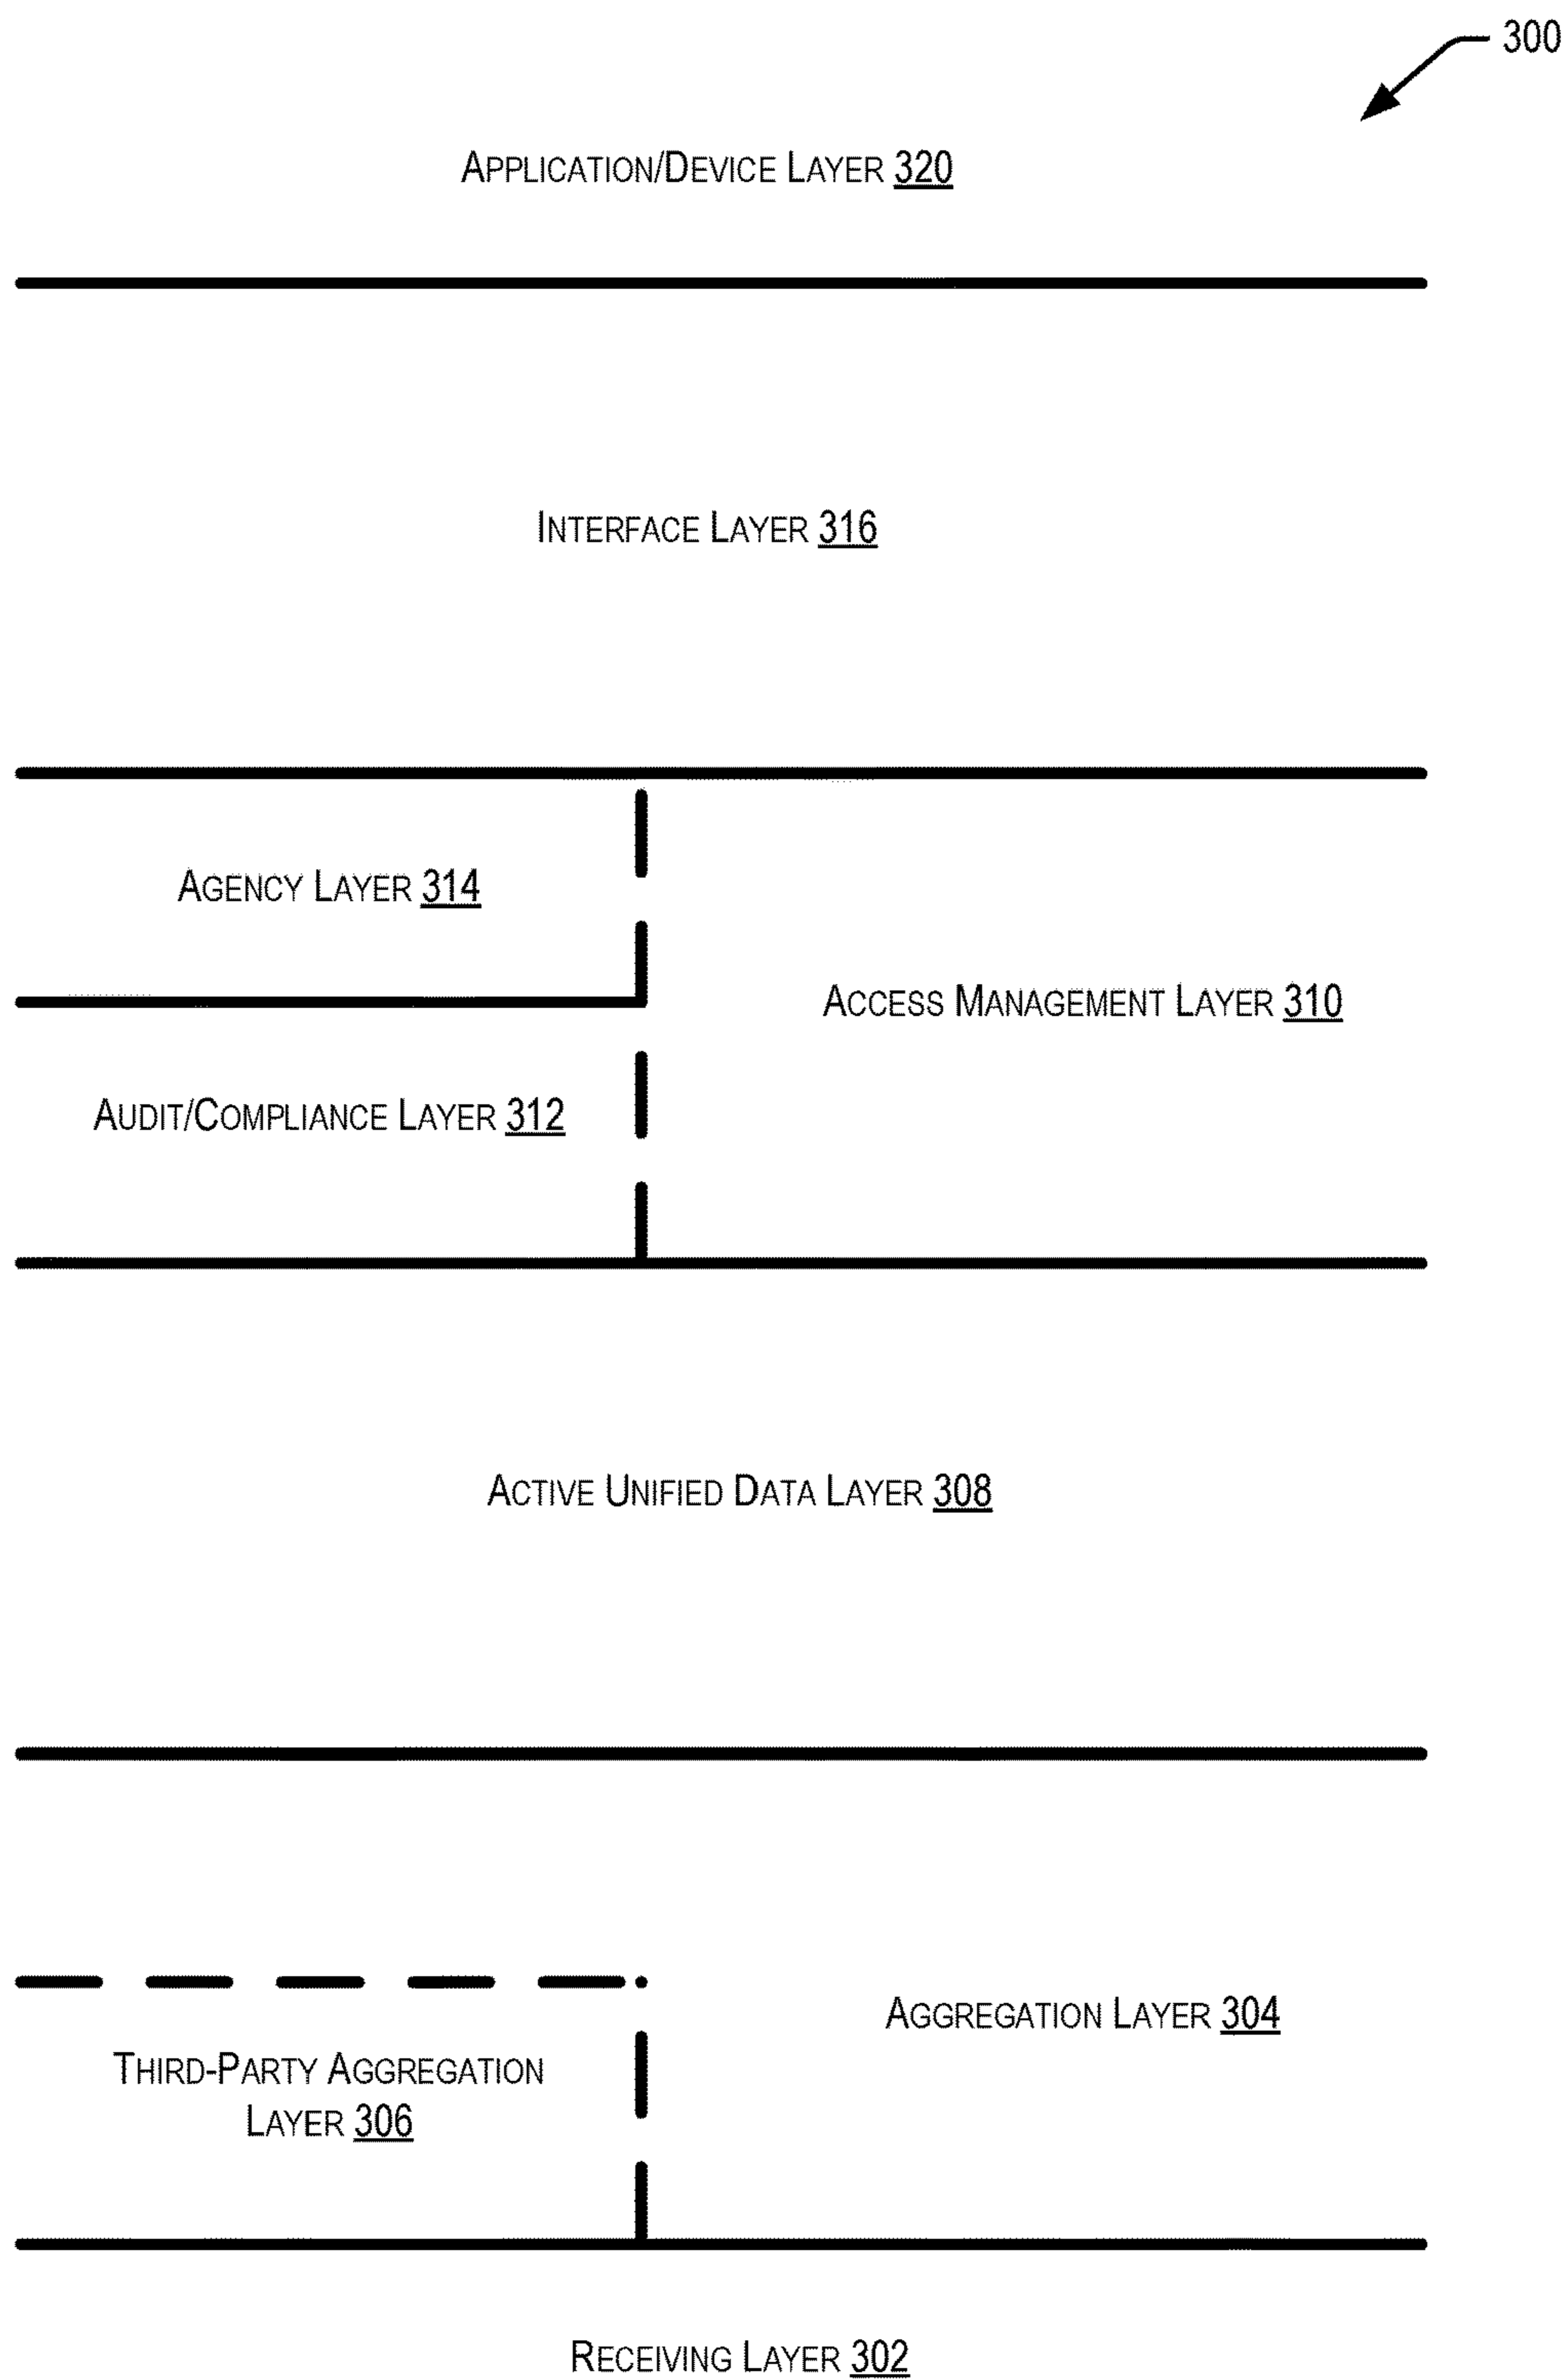 300
APPLICATION/DEVICE LAYER 320
INTERFACE LAYER 316
AGENCY LAYER 314
ACCESS MANAGEMENT LAYER 310
AUDIT/COMPLIANCE LAYER 312
ACTIVE UNIFIED DATA LAYER 308
AGGREGATION LAYER 304
THIRD-PARTY AGGREGATION
LAYER 306
RECEIVING LAYER 302